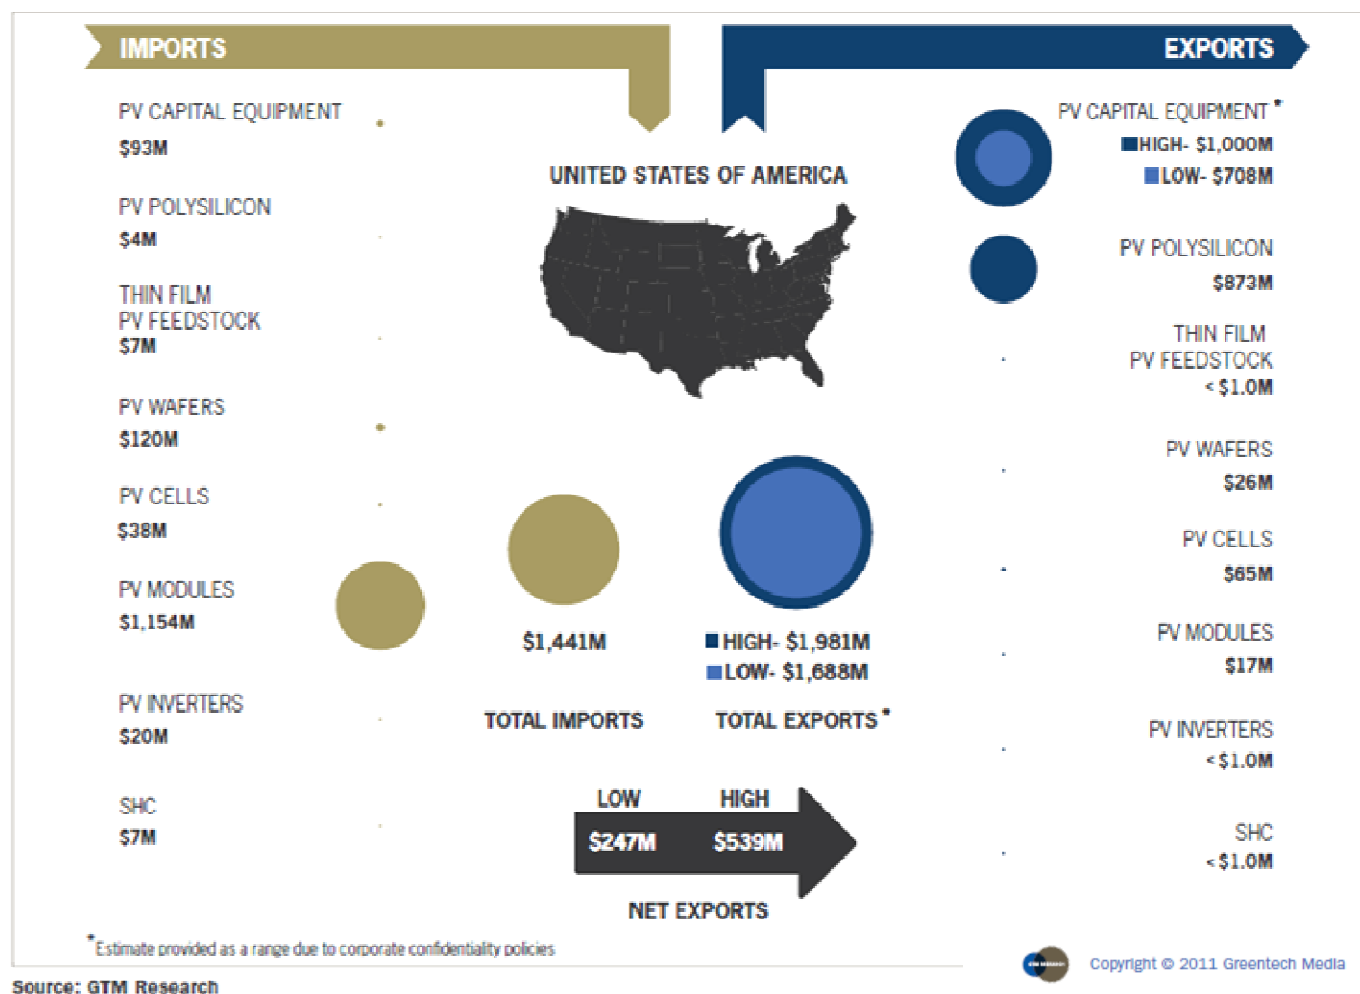 IMPORTS
PV CAPITAL EQUIPMENT
$93M
PV POLYSILICON
$4M
THIN FILM
PV FEEDSTOCK
$7M
PV WAFERS
$120M
PV CELLS
$38M
PV MODULES
$1,154M
PV INVERTERS
$20M
SHC
$7M
UNITED STATES OF AMERICA
$1,441M
TOTAL IMPORTS
HIGH- $1,981M
LOW- $1,688M
TOTAL EXPORTS*
LOW HIGH
$247M $539M
NET EXPORTS
EXPORTS
PV CAPITAL EQUIPMENT*
HIGH- $1,000M
LOW- $708M
PV POLYSILICON
$873M
THIN FILM
PV FEEDSTOCK
< $1.0M
PV WAFERS
$26M
PV CELLS
$65M
PV MODULES
$17M
PV INVERTERS
< $1.0M
SHC
< $1.0M
*Estimate provided as a range due to corporate confidentiality policies
GTM RESEARCH
Copyright © 2011 Greentech Media
Source: GTM Research